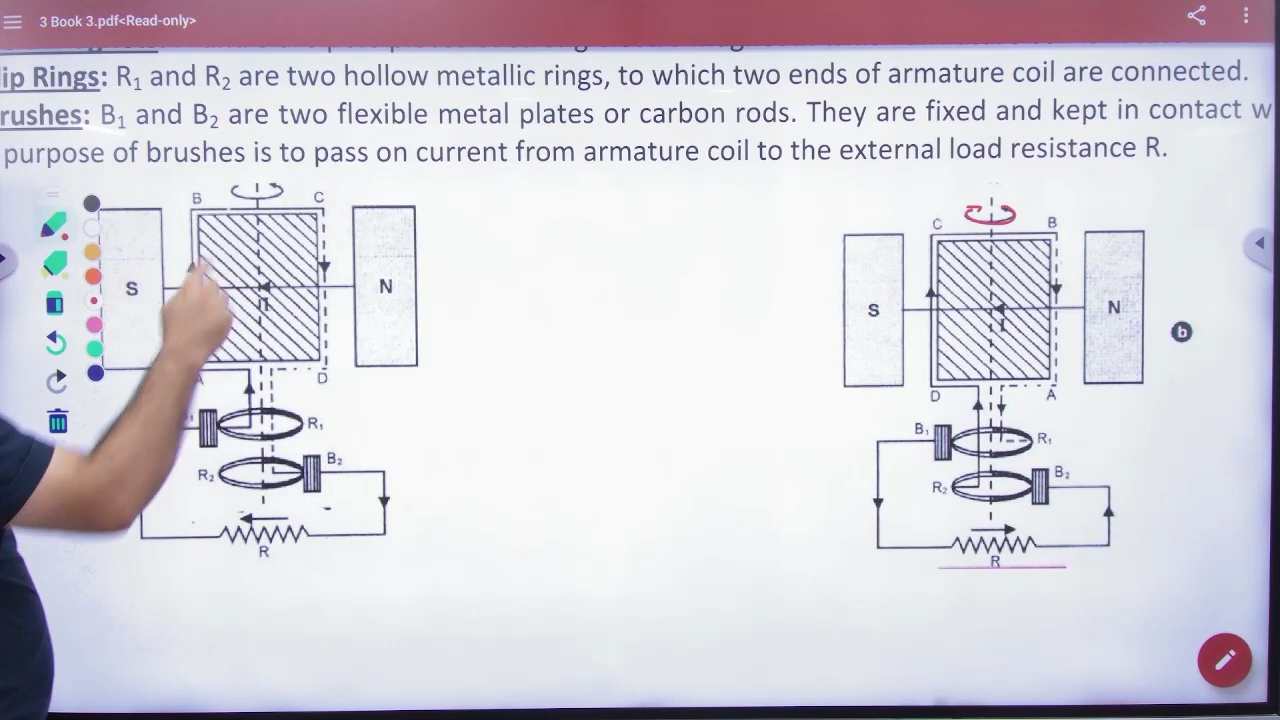 3 Book 3.pdf<Read-only>
lip Rings: R₁ and R₂ are two hollow metallic rings, to which two ends of armature coil are connected.
rushes: B₁ and B₂ are two flexible metal plates or carbon rods. They are fixed and kept in contact w
purpose of brushes is to pass on current from armature coil to the external load resistance R.
B C
S N
D
R₁
B₂
R₂
R
C B
S N
b
D A
B₁ R₁
R₂ B₂
R